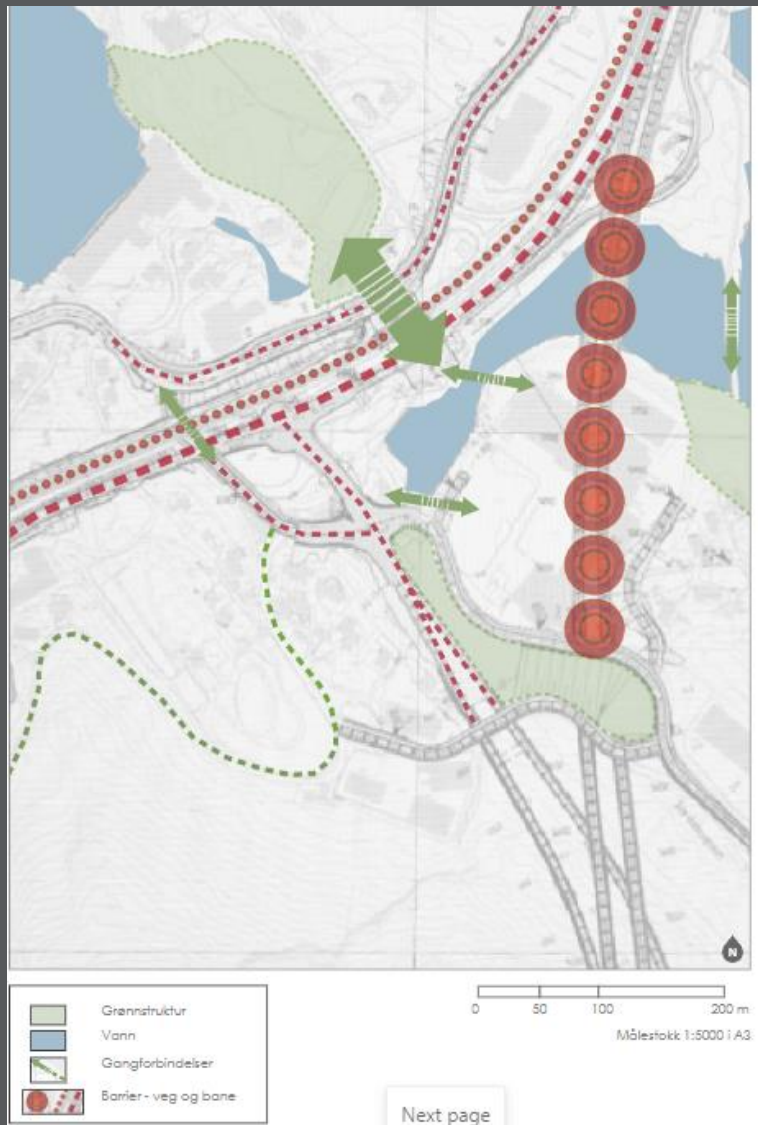 N
Grønnstruktur
Vann
Gangforbindelser
Barrier - veg og bane
0 50 100 200 m
Målestokk 1:5000 i A3
Next page